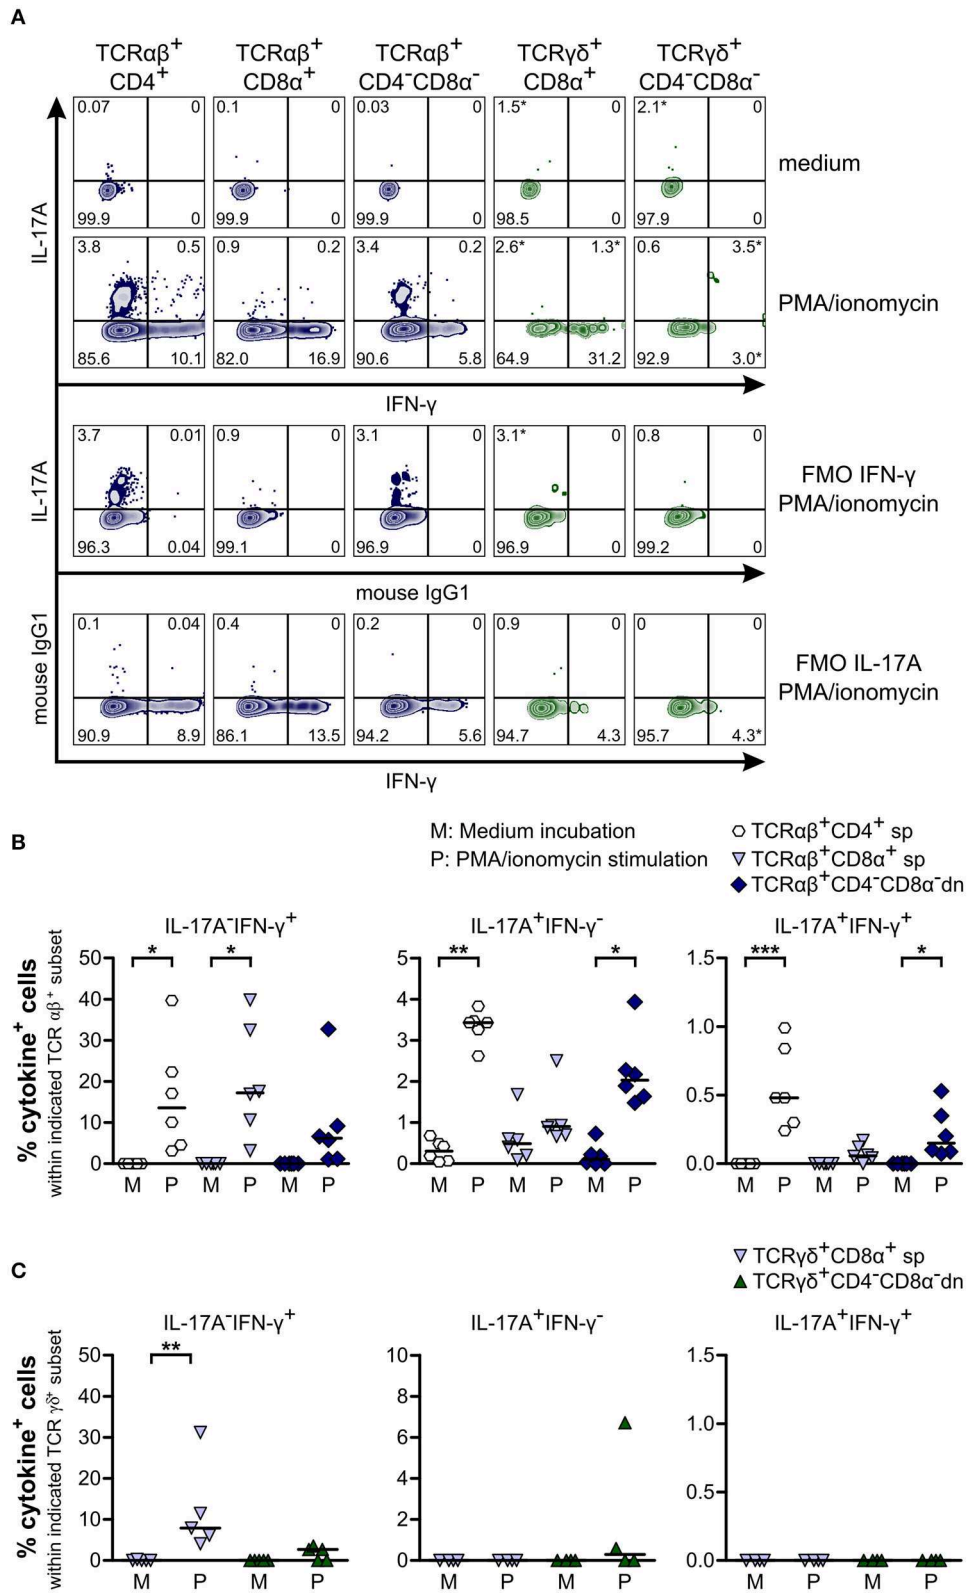 A
TCRαβ⁺ TCRαβ⁺ TCRαβ⁺ TCRγδ⁺ TCRγδ⁺
CD4⁺ CD8α⁺ CD4⁻CD8α⁻ CD8α⁺ CD4⁻CD8α⁻
0.07 0 0.1 0 0.03 0 1.5* 0 2.1* 0
medium
99.9 0 99.9 0 99.9 0 98.5 0 97.9 0
IL-17A
3.8 0.5 0.9 0.2 3.4 0.2 2.6* 1.3* 0.6 3.5*
PMA/ionomycin
85.6 10.1 82.0 16.9 90.6 5.8 64.9 31.2 92.9 3.0*
IFN-γ
3.7 0.01 0.9 0 3.1 0 3.1* 0 0.8 0
IL-17A
FMO IFN-γ
PMA/ionomycin
96.3 0.04 99.1 0 96.9 0 96.9 0 99.2 0
mouse IgG1
0.1 0.04 0.4 0 0.2 0 0.9 0 0 0
mouse IgG1
FMO IL-17A
PMA/ionomycin
90.9 8.9 86.1 13.5 94.2 5.6 94.7 4.3 95.7 4.3*
IFN-γ
B
M: Medium incubation
P: PMA/ionomycin stimulation
TCRαβ⁺CD4⁺ sp
TCRαβ⁺CD8α⁺ sp
TCRαβ⁺CD4⁻CD8α⁻dn
% cytokine⁺ cells
within indicated TCR αβ⁺ subset
IL-17A⁻IFN-γ⁺
50
40
30
20
10
0
* *
M P M P M P
IL-17A⁺IFN-γ⁻
5
4
3
2
1
0
** *
M P M P M P
IL-17A⁺IFN-γ⁺
1.5
1.0
0.5
0.0
*** *
M P M P M P
C
TCRγδ⁺CD8α⁺ sp
TCRγδ⁺CD4⁻CD8α⁻dn
% cytokine⁺ cells
within indicated TCR γδ⁺ subset
IL-17A⁻IFN-γ⁺
50
40
30
20
10
0
**
M P M P
IL-17A⁺IFN-γ⁻
10
8
6
4
2
0
M P M P
IL-17A⁺IFN-γ⁺
1.5
1.0
0.5
0.0
M P M P